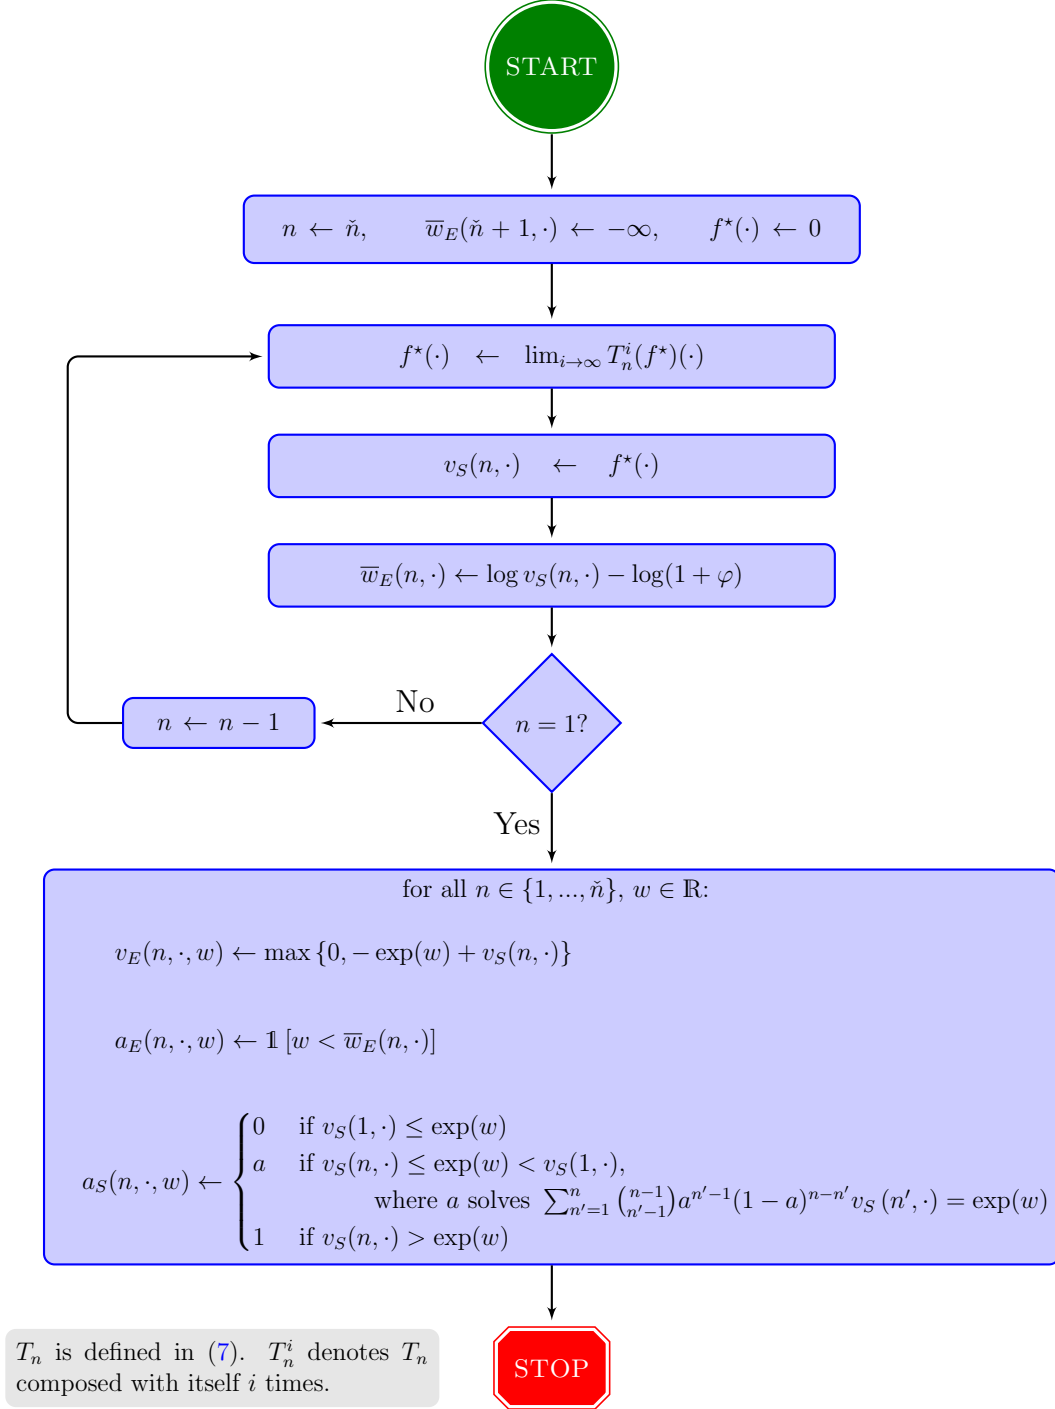 START
n ← ň, w̅_E(ň + 1, ·) ← −∞, f⋆(·) ← 0
f⋆(·) ← lim_{i→∞} T_n^i(f⋆)(·)
v_S(n, ·) ← f⋆(·)
w̅_E(n, ·) ← log v_S(n, ·) − log(1 + φ)
n = 1?
No
n ← n − 1
Yes
for all n ∈ {1, ..., ň}, w ∈ ℝ:
v_E(n, ·, w) ← max {0, − exp(w) + v_S(n, ·)}
a_E(n, ·, w) ← 𝟙 [w < w̅_E(n, ·)]
a_S(n, ·, w) ← { 0 if v_S(1, ·) ≤ exp(w)
a if v_S(n, ·) ≤ exp(w) < v_S(1, ·),
where a solves ∑_{n′=1}^{n} \binom{n−1}{n′−1} a^{n′−1}(1 − a)^{n−n′} v_S (n′, ·) = exp(w)
1 if v_S(n, ·) > exp(w)
T_n is defined in (7). T_n^i denotes T_n
composed with itself i times.
STOP